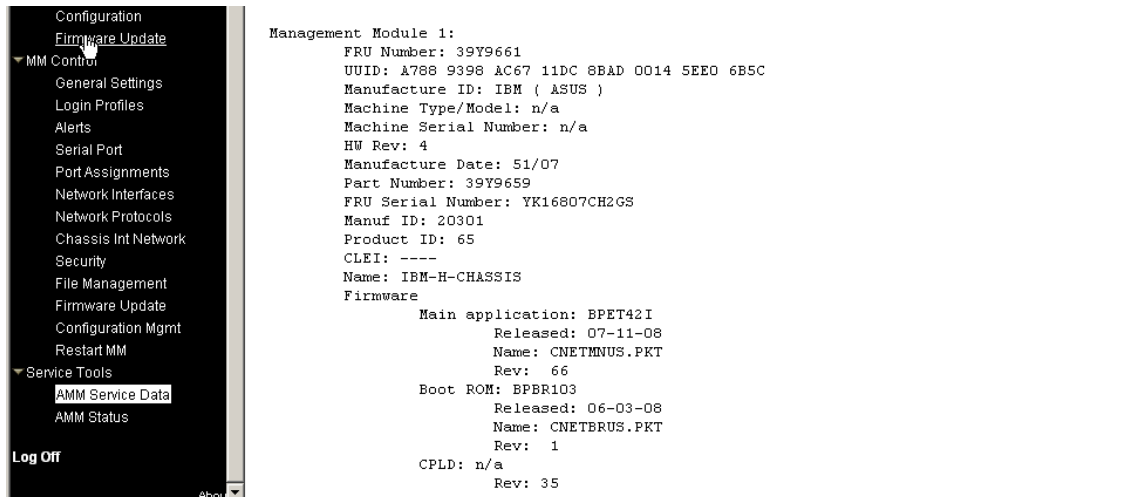 Configuration
Firmware Update
MM Control
General Settings
Login Profiles
Alerts
Serial Port
Port Assignments
Network Interfaces
Network Protocols
Chassis Int Network
Security
File Management
Firmware Update
Configuration Mgmt
Restart MM
Service Tools
AMM Service Data
AMM Status
Log Off
Management Module 1:
FRU Number: 39Y9661
UUID: A788 9398 AC67 11DC 8BAD 0014 5EE0 6B5C
Manufacture ID: IBM ( ASUS )
Machine Type/Model: n/a
Machine Serial Number: n/a
HW Rev: 4
Manufacture Date: 51/07
Part Number: 39Y9659
FRU Serial Number: YK16807CH2GS
Manuf ID: 20301
Product ID: 65
CLEI: ----
Name: IBM-H-CHASSIS
Firmware
Main application: BPET42I
Released: 07-11-08
Name: CNETMNUS.PKT
Rev: 66
Boot ROM: BPBR103
Released: 06-03-08
Name: CNETBRUS.PKT
Rev: 1
CPLD: n/a
Rev: 35